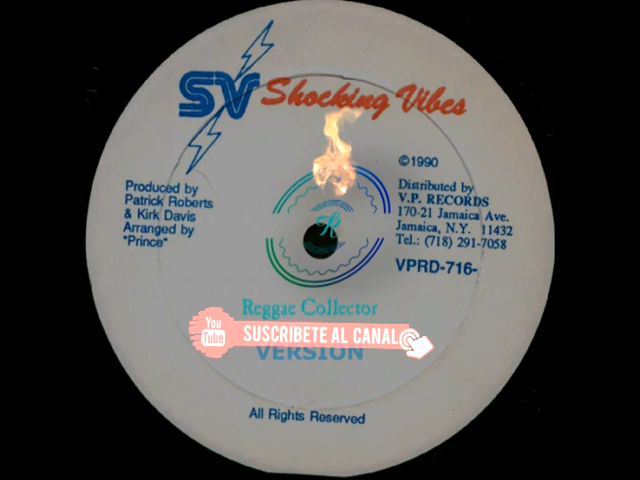 SV Shocking Vibes
©1990
Produced by
Patrick Roberts
& Kirk Davis
Arranged by
"Prince"
Distributed by
V.P. RECORDS
170-21 Jamaica Ave.
Jamaica, N.Y. 11432
Tel.: (718) 291-7058
VPRD-716-
Reggae Collector
You
Tube
SUSCRIBETE AL CANAL
VERSION
All Rights Reserved